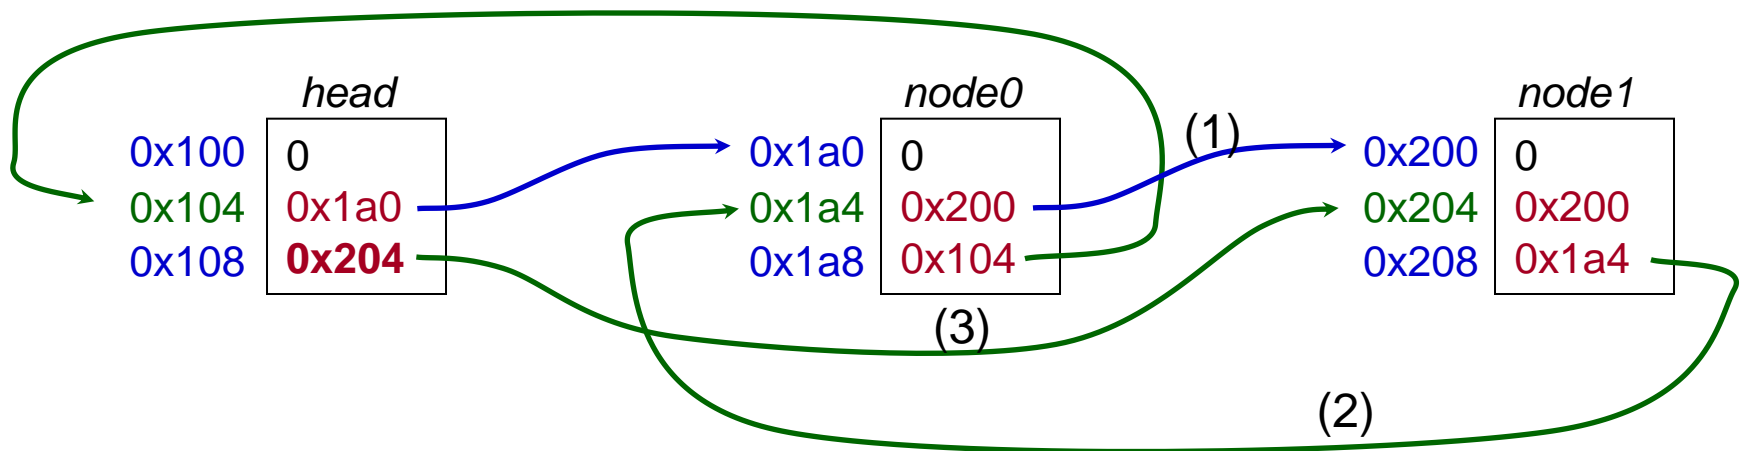 head node0 node1
(1)
0x100 0 0x1a0 0 0x200 0
0x104 0x1a0 0x1a4 0x200 0x204 0x200
0x108 0x204 0x1a8 0x104 0x208 0x1a4
(3)
(2)